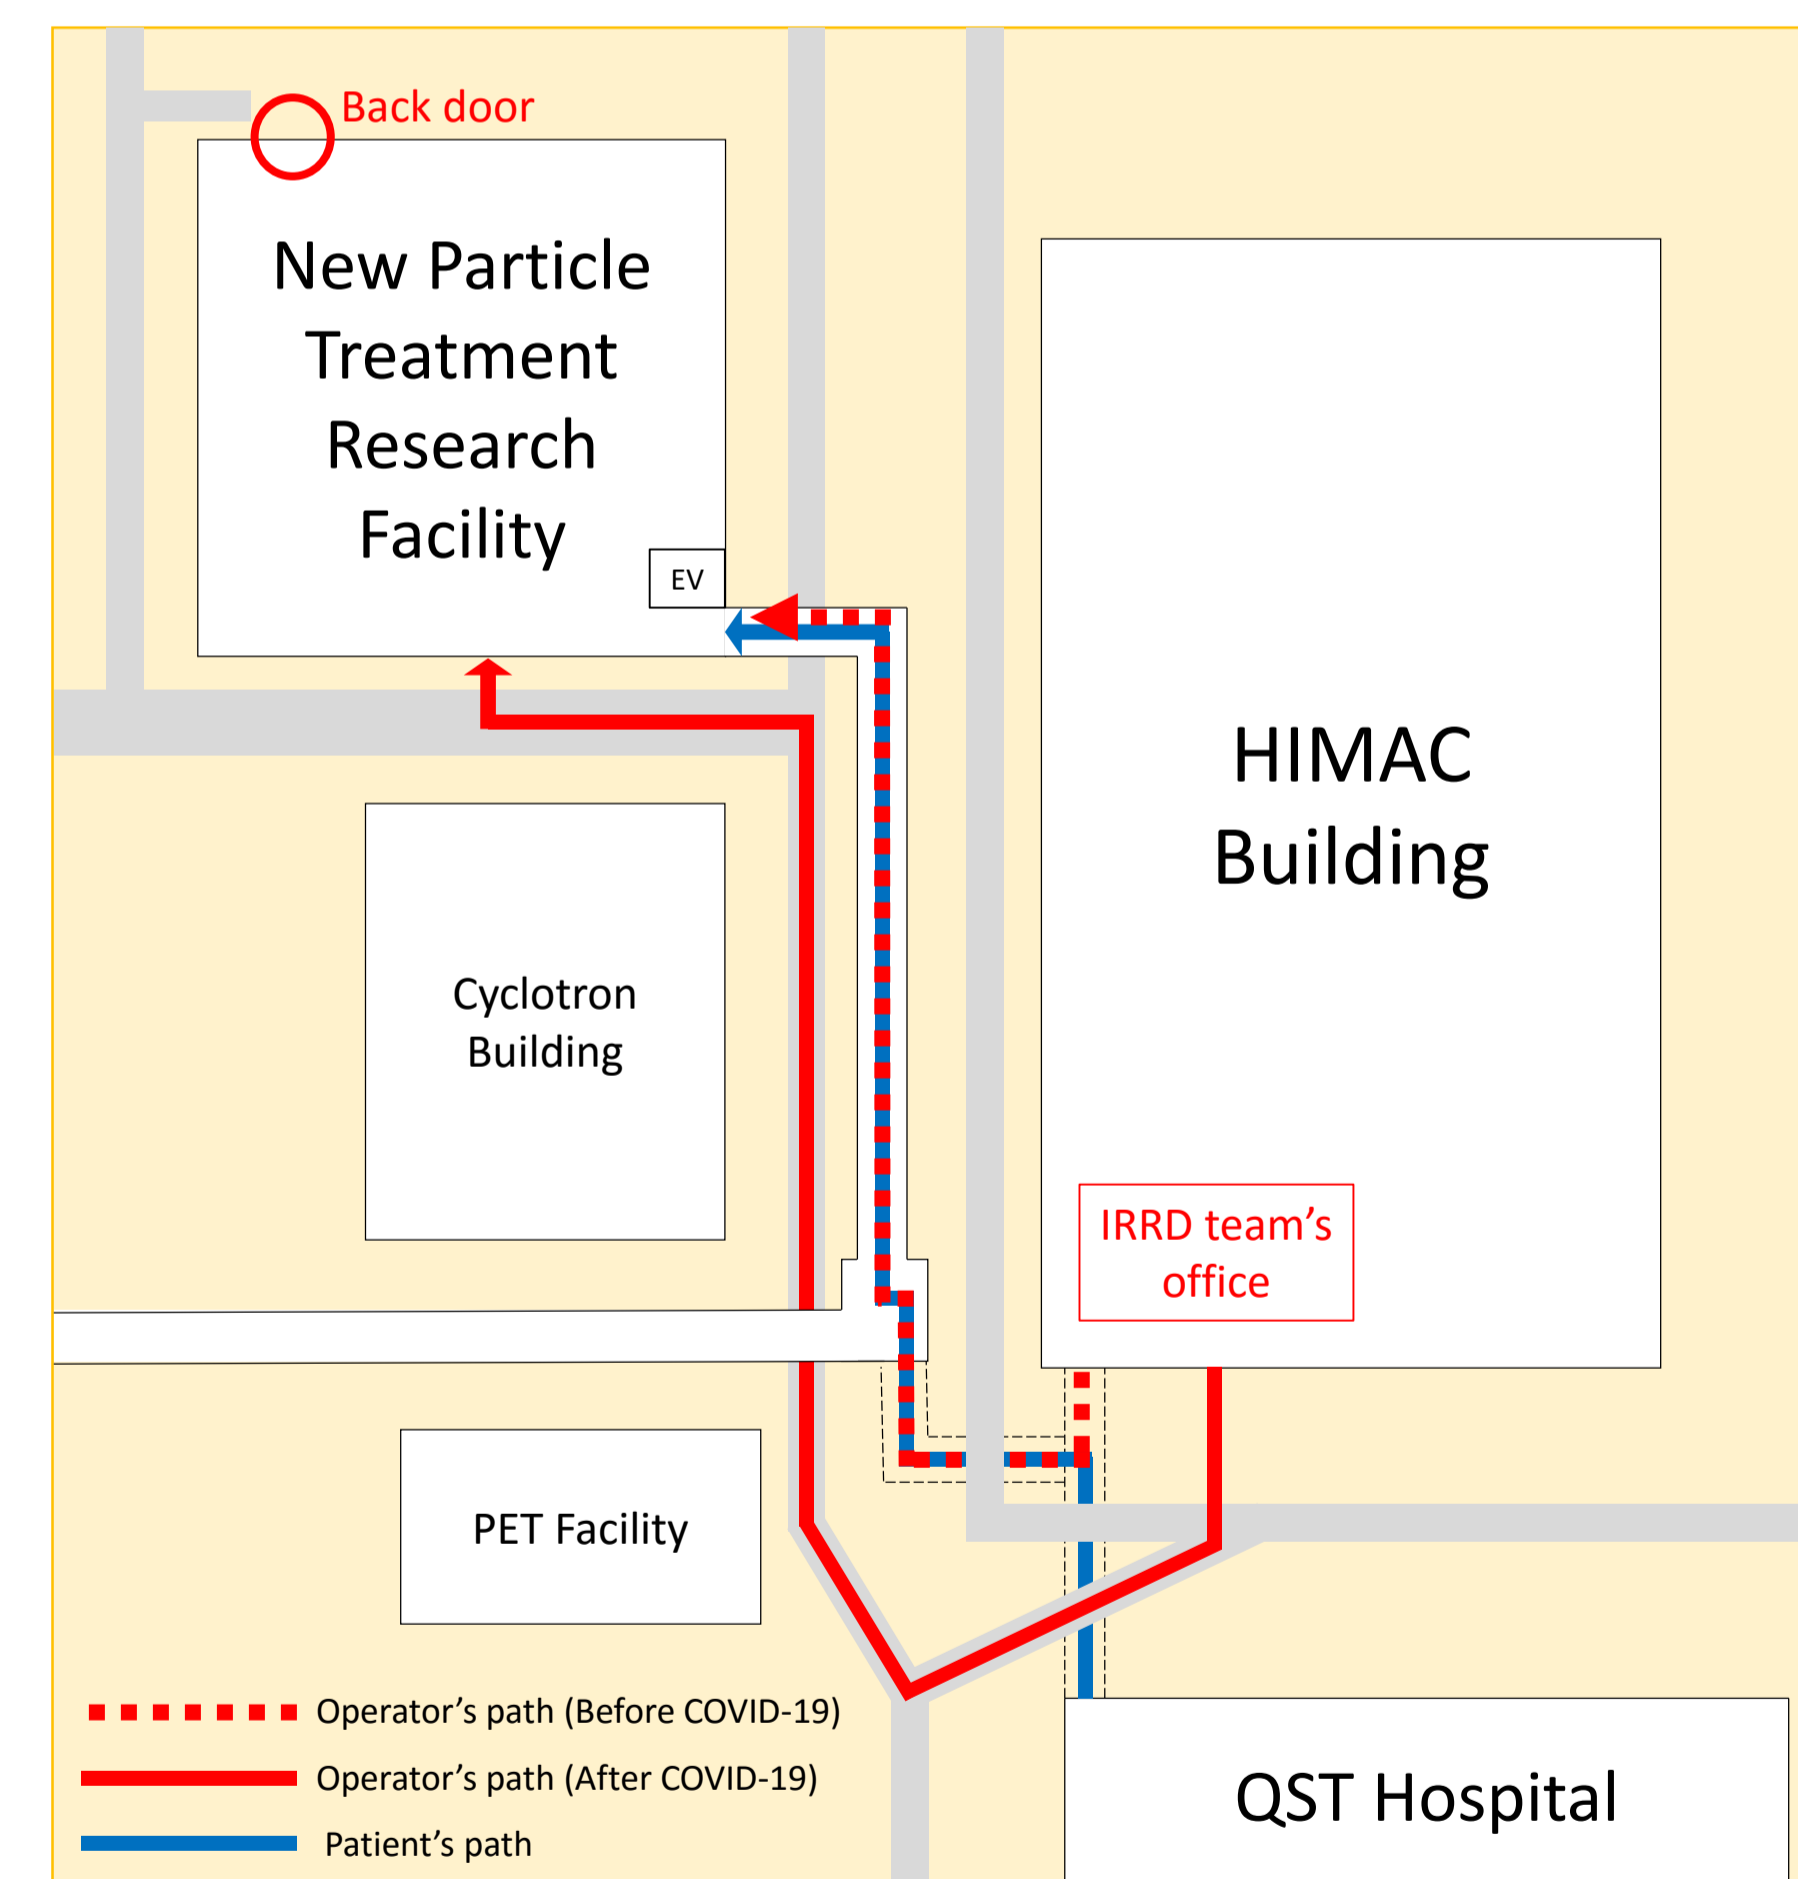 Back door
New Particle
Treatment
Research
Facility
EV
HIMAC
Building
Cyclotron
Building
IRRD team’s
office
PET Facility
Operator’s path (Before COVID-19)
Operator’s path (After COVID-19)
Patient’s path
QST Hospital